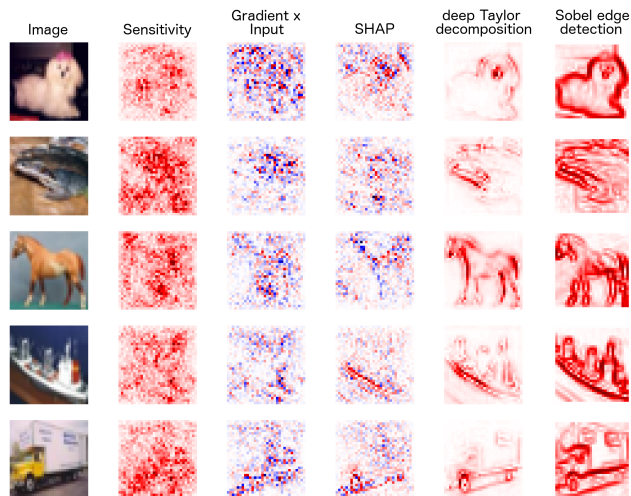 Image
Sensitivity
Gradient x
Input
SHAP
deep Taylor
decomposition
Sobel edge
detection